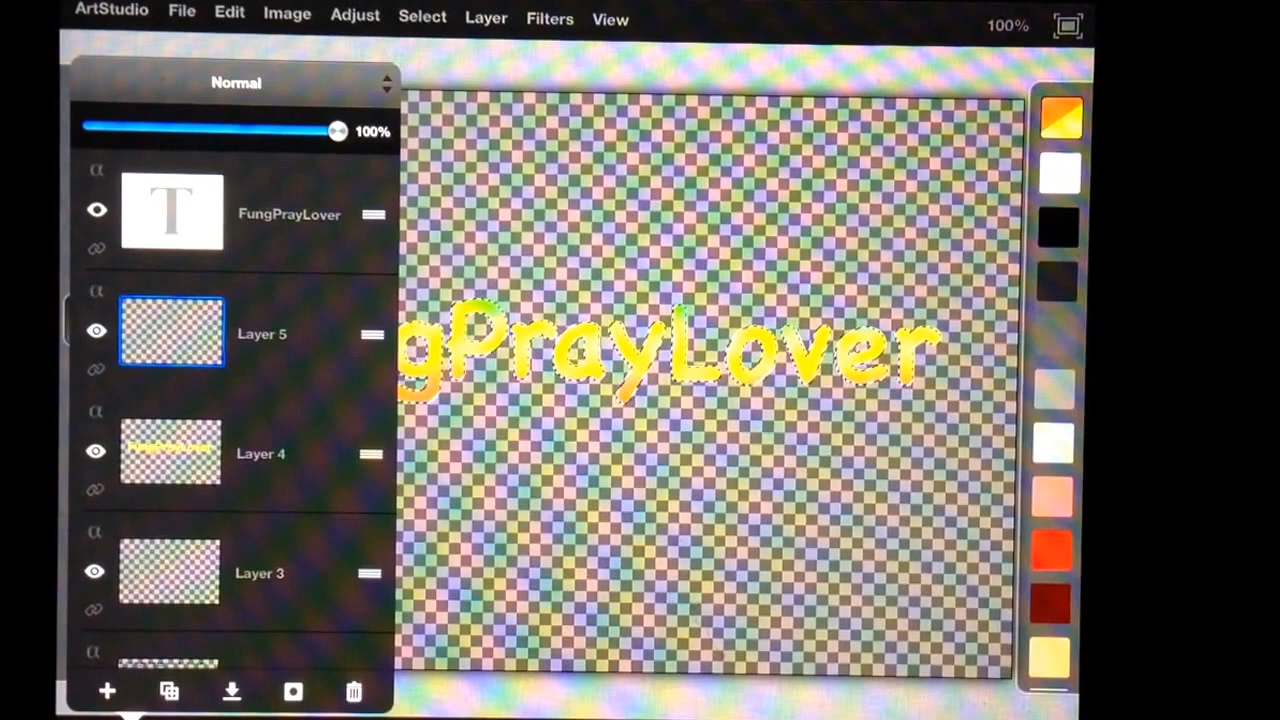 ArtStudio File Edit Image Adjust Select Layer Filters View 100%
Normal
100%
α
T FungPrayLover
α
Layer 5
gPrayLover
α
FungPrayLover Layer 4
α
Layer 3
α